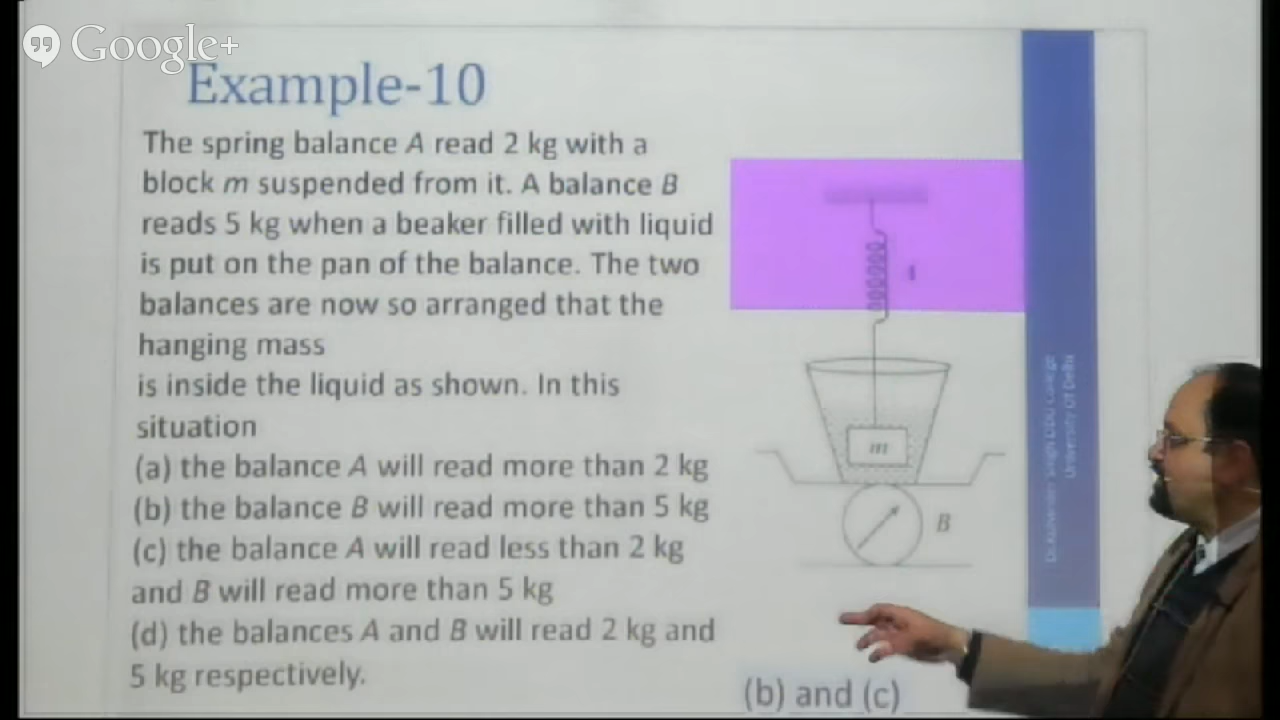 Google+
Example-10
The spring balance A read 2 kg with a
block m suspended from it. A balance B
reads 5 kg when a beaker filled with liquid
is put on the pan of the balance. The two
balances are now so arranged that the
hanging mass
is inside the liquid as shown. In this
situation
(a) the balance A will read more than 2 kg
(b) the balance B will read more than 5 kg
(c) the balance A will read less than 2 kg
and B will read more than 5 kg
(d) the balances A and B will read 2 kg and
5 kg respectively.
m
B
(b) and (c)
Singh DDU College
University Of Delhi